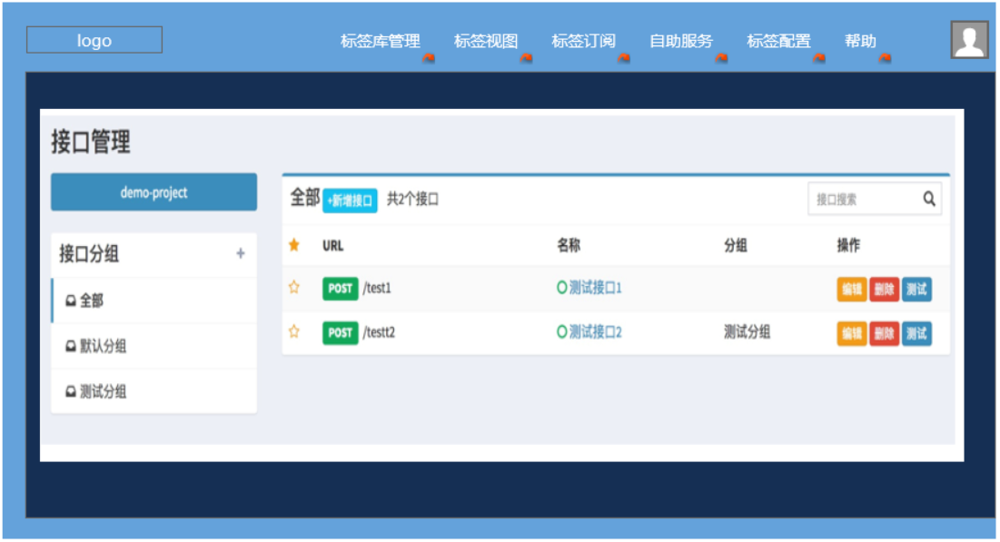 logo 标签库管理 标签视图 标签订阅 自助服务 标签配置 帮助
接口管理
demo-project
全部 +新增接口 共2个接口 接口搜索
接口分组 +
URL 名称 分组 操作
全部
POST /test1 测试接口1 编辑 删除 测试
POST /testt2 测试接口2 测试分组 编辑 删除 测试
默认分组
测试分组